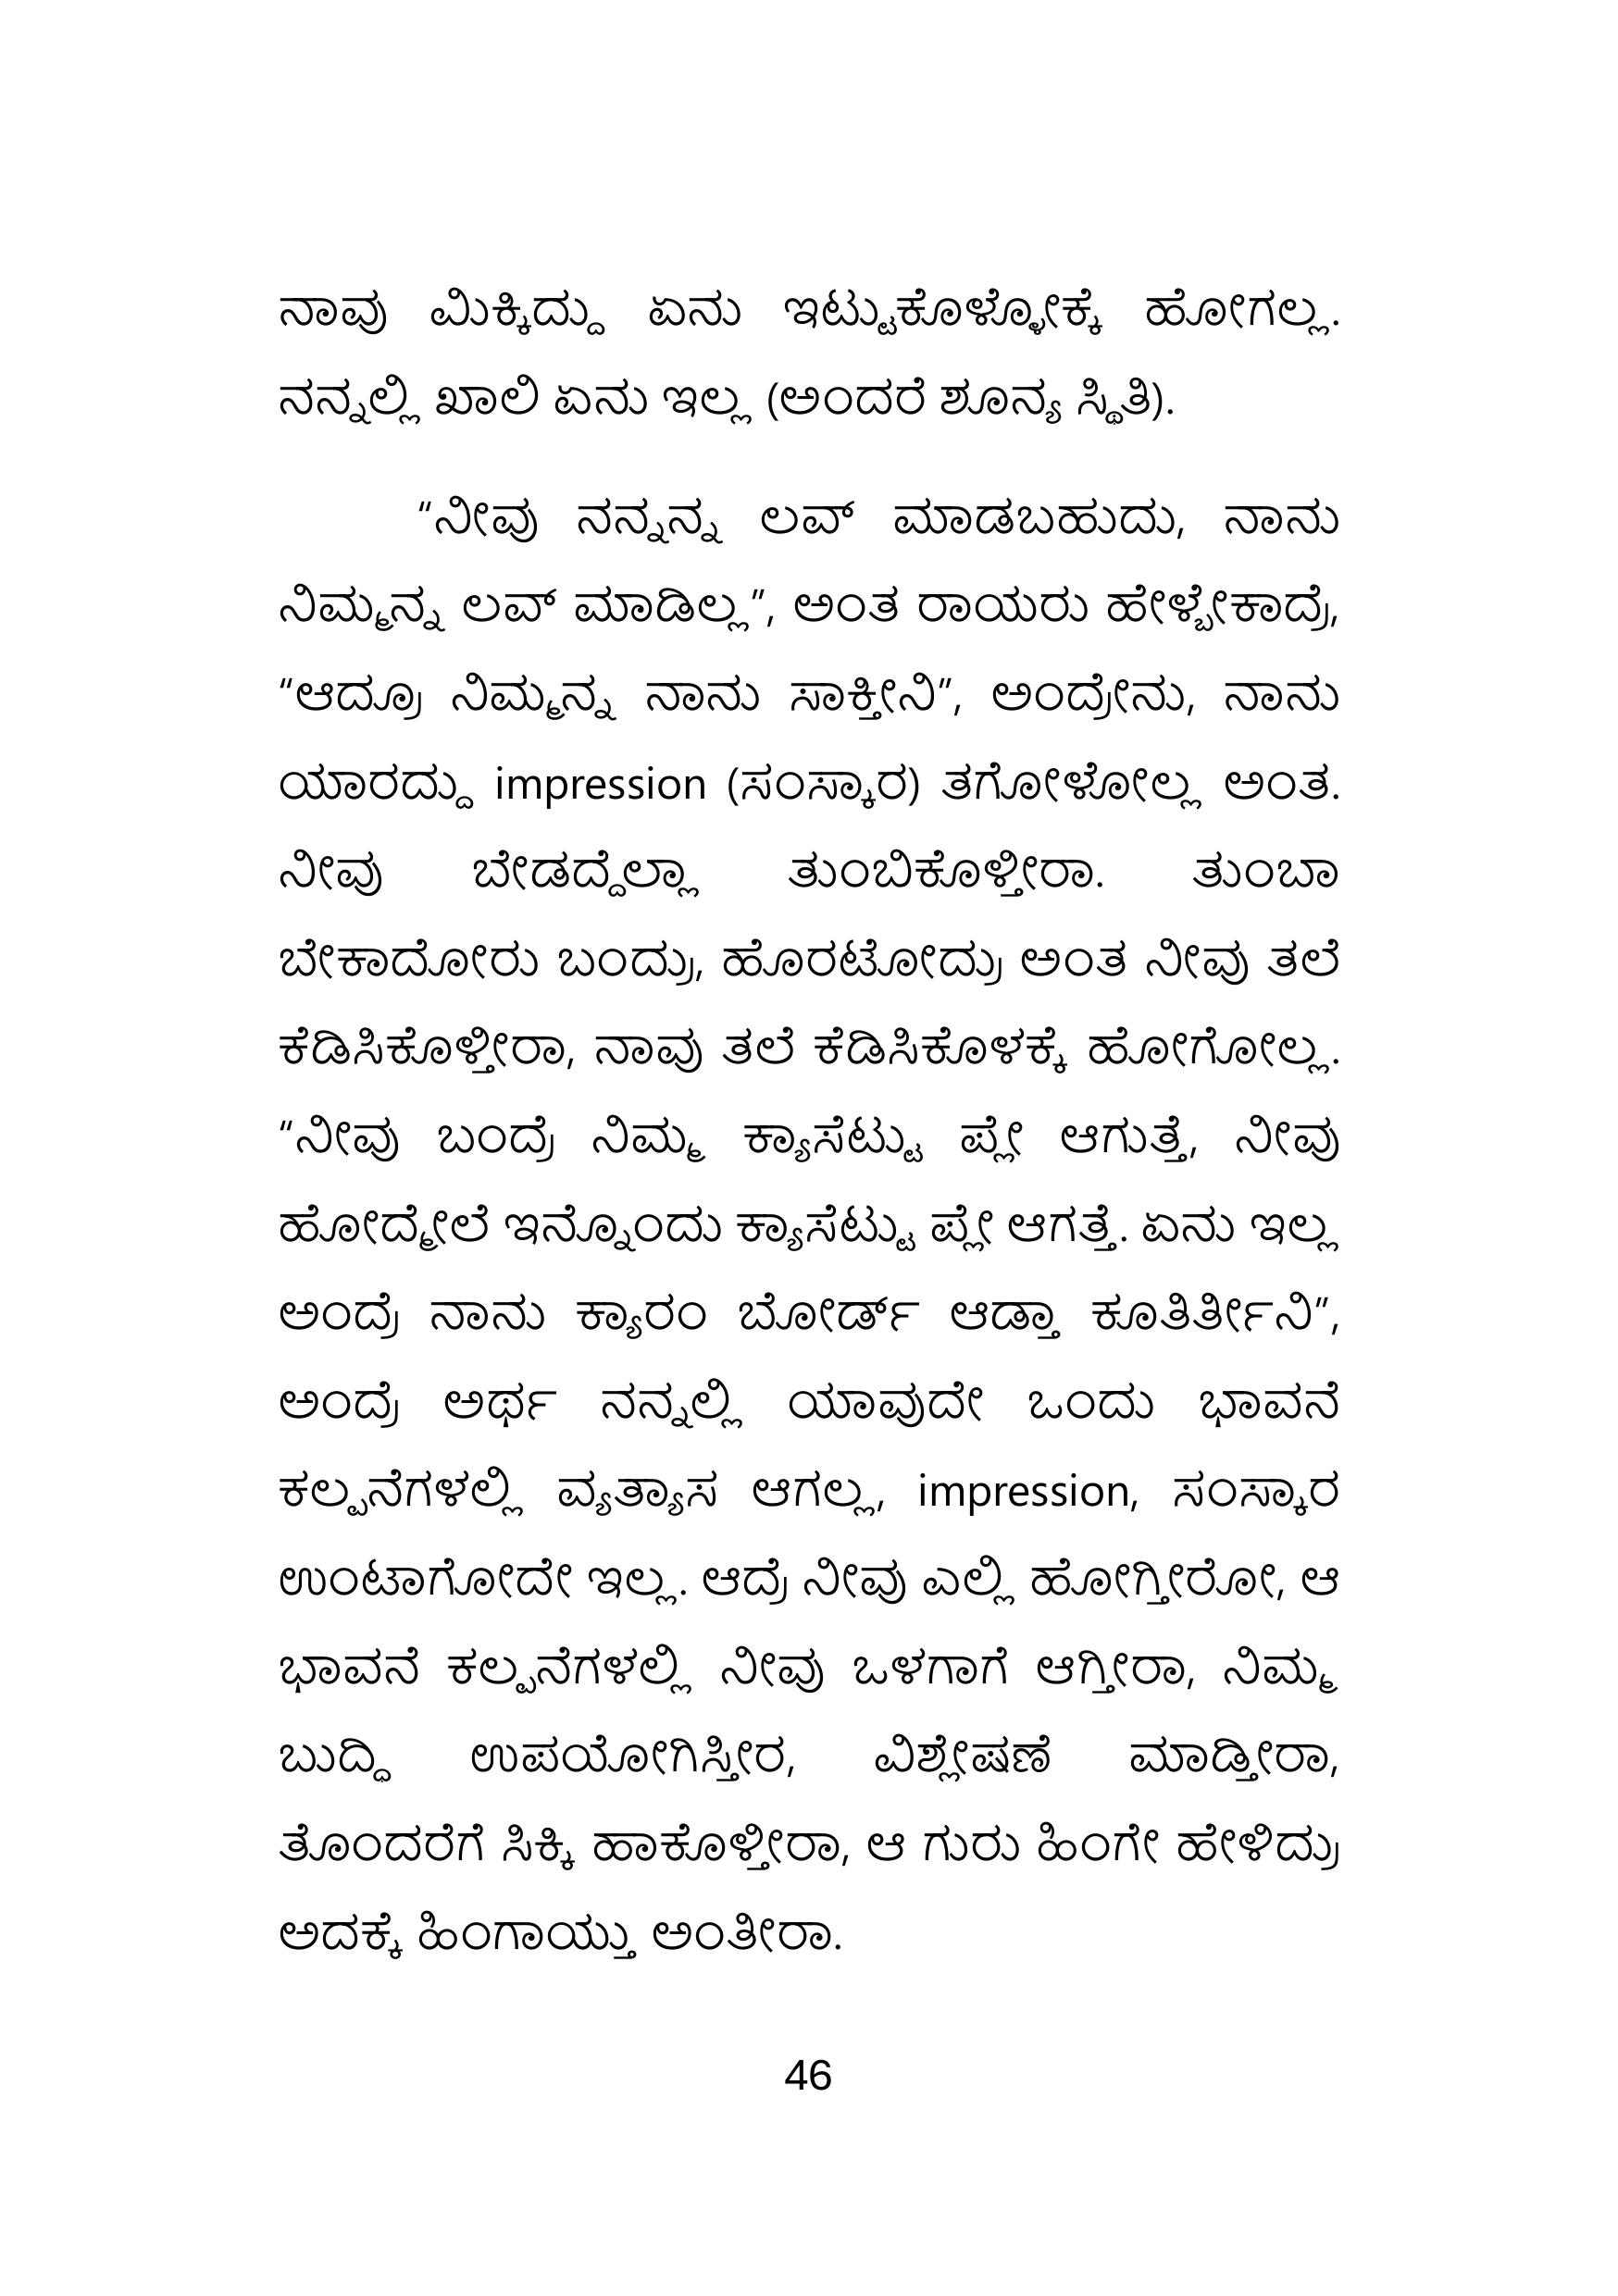 ನಾವು ಮಿಕ್ಕಿದ್ದು ಏನು ಇಟ್ಟುಕೊಳ್ಳೋಕ್ಕೆ ಹೋಗಲ್ಲ.
ನನ್ನಲ್ಲಿ ಖಾಲಿ ಏನು ಇಲ್ಲ (ಅಂದರೆ ಶೂನ್ಯ ಸ್ಥಿತಿ).
“ನೀವು ನನ್ನನ್ನ ಲವ್ ಮಾಡಬಹುದು, ನಾನು
ನಿಮ್ಮನ್ನ ಲವ್ ಮಾಡಿಲ್ಲ”, ಅಂತ ರಾಯರು ಹೇಳ್ಬೇಕಾದ್ರೆ,
“ಆದ್ರೂ ನಿಮ್ಮನ್ನ ನಾನು ಸಾಕ್ತೀನಿ”, ಅಂದ್ರೇನು, ನಾನು
ಯಾರದ್ದು impression (ಸಂಸ್ಕಾರ) ತಗೋಳೋಲ್ಲ ಅಂತ.
ನೀವು ಬೇಡದ್ದೆಲ್ಲಾ ತುಂಬಿಕೊಳ್ತೀರಾ. ತುಂಬಾ
ಬೇಕಾದೋರು ಬಂದ್ರು, ಹೊರಟೋದ್ರು ಅಂತ ನೀವು ತಲೆ
ಕೆಡಿಸಿಕೊಳ್ತೀರಾ, ನಾವು ತಲೆ ಕೆಡಿಸಿಕೊಳಕ್ಕೆ ಹೋಗೋಲ್ಲ.
“ನೀವು ಬಂದ್ರೆ ನಿಮ್ಮ ಕ್ಯಾಸೆಟ್ಟು ಪ್ಲೇ ಆಗುತ್ತೆ, ನೀವು
ಹೋದ್ಮೇಲೆ ಇನ್ನೊಂದು ಕ್ಯಾಸೆಟ್ಟು ಪ್ಲೇ ಆಗತ್ತೆ. ಏನು ಇಲ್ಲ
ಅಂದ್ರೆ ನಾನು ಕ್ಯಾರಂ ಬೋರ್ಡ್ ಆಡ್ತಾ ಕೂತಿರ್ತೀನಿ”,
ಅಂದ್ರೆ ಅರ್ಥ ನನ್ನಲ್ಲಿ ಯಾವುದೇ ಒಂದು ಭಾವನೆ
ಕಲ್ಪನೆಗಳಲ್ಲಿ ವ್ಯತ್ಯಾಸ ಆಗಲ್ಲ, impression, ಸಂಸ್ಕಾರ
ಉಂಟಾಗೋದೇ ಇಲ್ಲ. ಆದ್ರೆ ನೀವು ಎಲ್ಲಿ ಹೋಗ್ತೀರೋ, ಆ
ಭಾವನೆ ಕಲ್ಪನೆಗಳಲ್ಲಿ ನೀವು ಒಳಗಾಗೆ ಆಗ್ತೀರಾ, ನಿಮ್ಮ
ಬುದ್ಧಿ ಉಪಯೋಗಿಸ್ತೀರ, ವಿಶ್ಲೇಷಣೆ ಮಾಡ್ತೀರಾ,
ತೊಂದರೆಗೆ ಸಿಕ್ಕಿ ಹಾಕೊಳ್ತೀರಾ, ಆ ಗುರು ಹಿಂಗೇ ಹೇಳಿದ್ರು
ಅದಕ್ಕೆ ಹಿಂಗಾಯ್ತು ಅಂತೀರಾ.
46